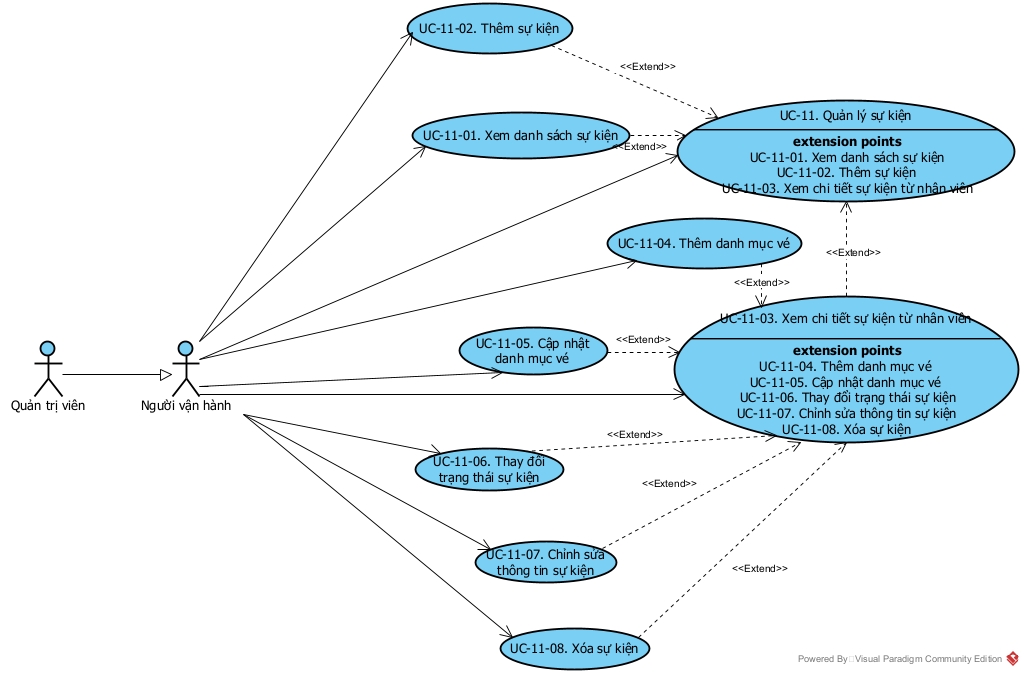 UC-11-02. Thêm sự kiện
<<Extend>>
UC-11-01. Xem danh sách sự kiện
<<Extend>>
UC-11. Quản lý sự kiện
extension points
UC-11-01. Xem danh sách sự kiện
UC-11-02. Thêm sự kiện
UC-11-03. Xem chi tiết sự kiện từ nhân viên
UC-11-04. Thêm danh mục vé
<<Extend>>
<<Extend>>
UC-11-03. Xem chi tiết sự kiện từ nhân viên
extension points
UC-11-04. Thêm danh mục vé
UC-11-05. Cập nhật danh mục vé
UC-11-06. Thay đổi trạng thái sự kiện
UC-11-07. Chỉnh sửa thông tin sự kiện
UC-11-08. Xóa sự kiện
UC-11-05. Cập nhật
danh mục vé
<<Extend>>
Quản trị viên
Người vận hành
UC-11-06. Thay đổi
trạng thái sự kiện
<<Extend>>
<<Extend>>
UC-11-07. Chỉnh sửa
thông tin sự kiện
<<Extend>>
UC-11-08. Xóa sự kiện
Powered By Visual Paradigm Community Edition